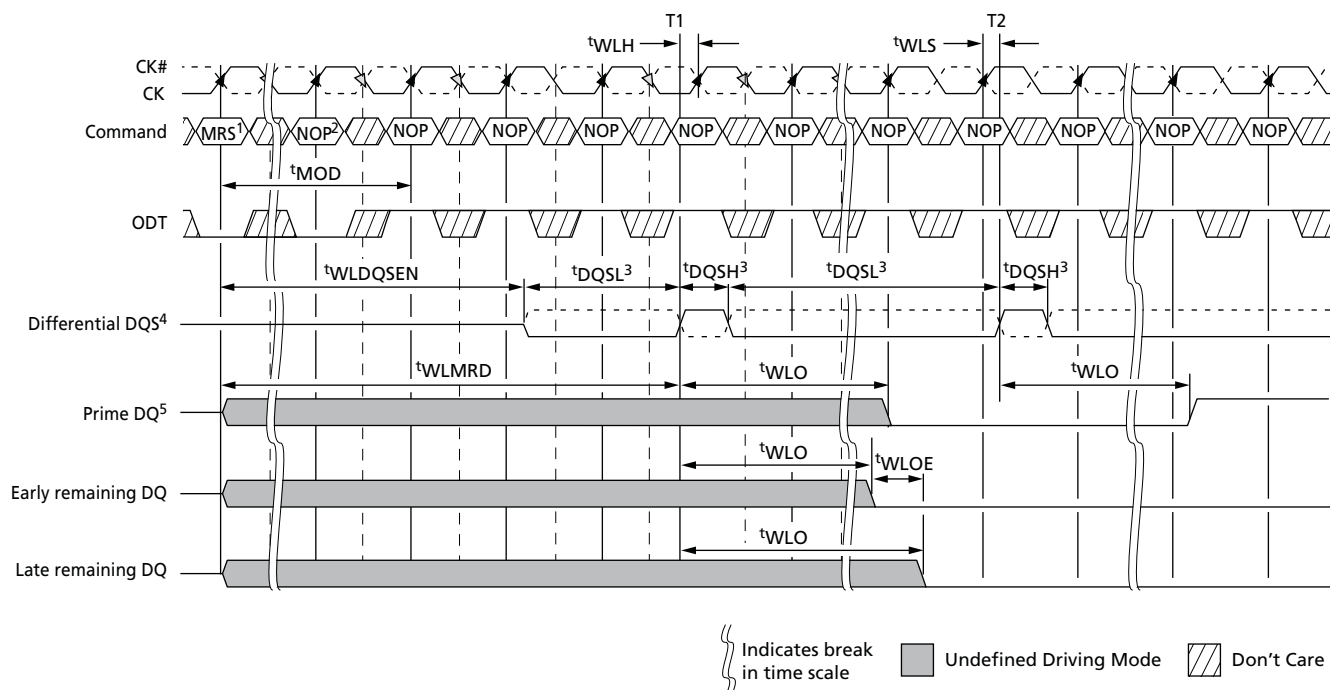 T1 T2
tWLH tWLS
CK#
CK
Command MRS1 NOP2 NOP NOP NOP NOP NOP NOP NOP NOP NOP NOP
tMOD
ODT
tWLDQSEN tDQSL3 tDQSH3 tDQSL3 tDQSH3
Differential DQS4
tWLMRD tWLO tWLO
Prime DQ5
tWLO tWLOE
Early remaining DQ
tWLO
Late remaining DQ
Indicates break
in time scale
Undefined Driving Mode
Don't Care